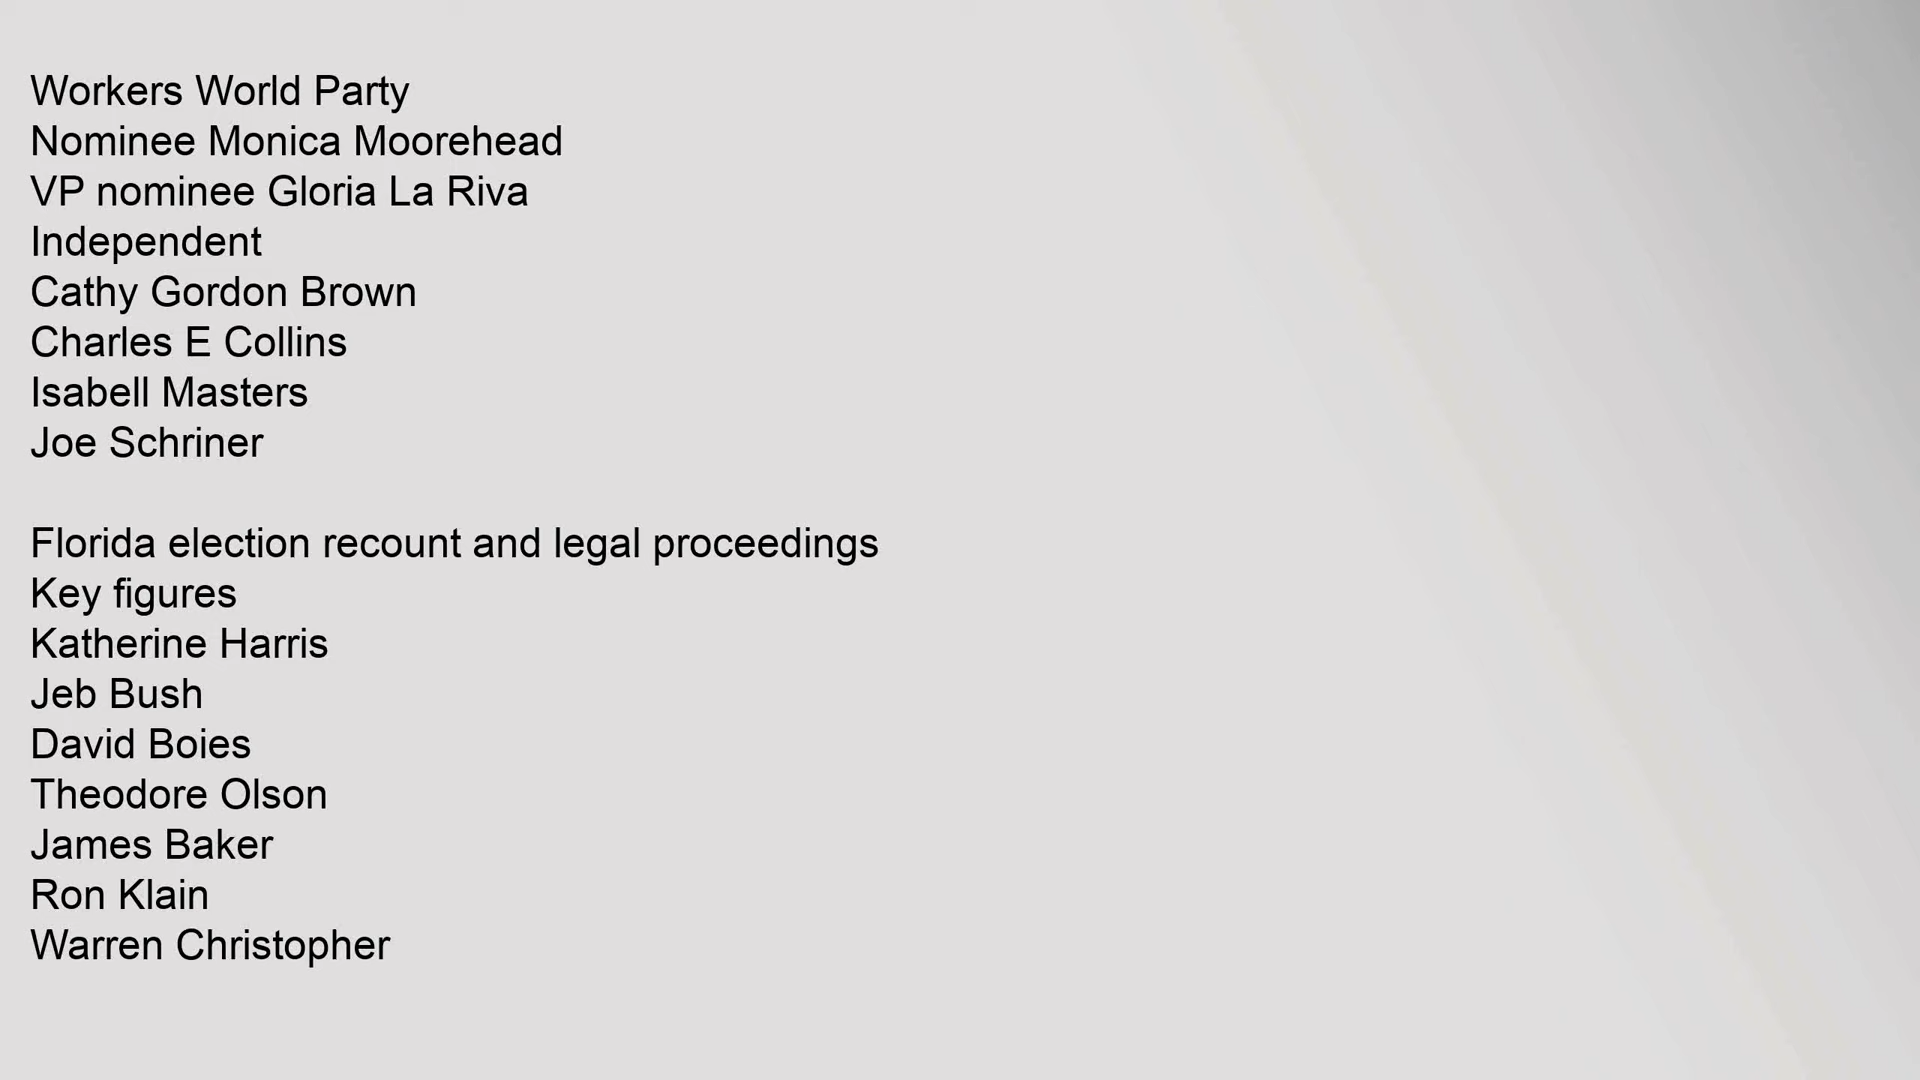 Workers World Party
Nominee Monica Moorehead
VP nominee Gloria La Riva
Independent
Cathy Gordon Brown
Charles E Collins
Isabell Masters
Joe Schriner
Florida election recount and legal proceedings
Key figures
Katherine Harris
Jeb Bush
David Boies
Theodore Olson
James Baker
Ron Klain
Warren Christopher